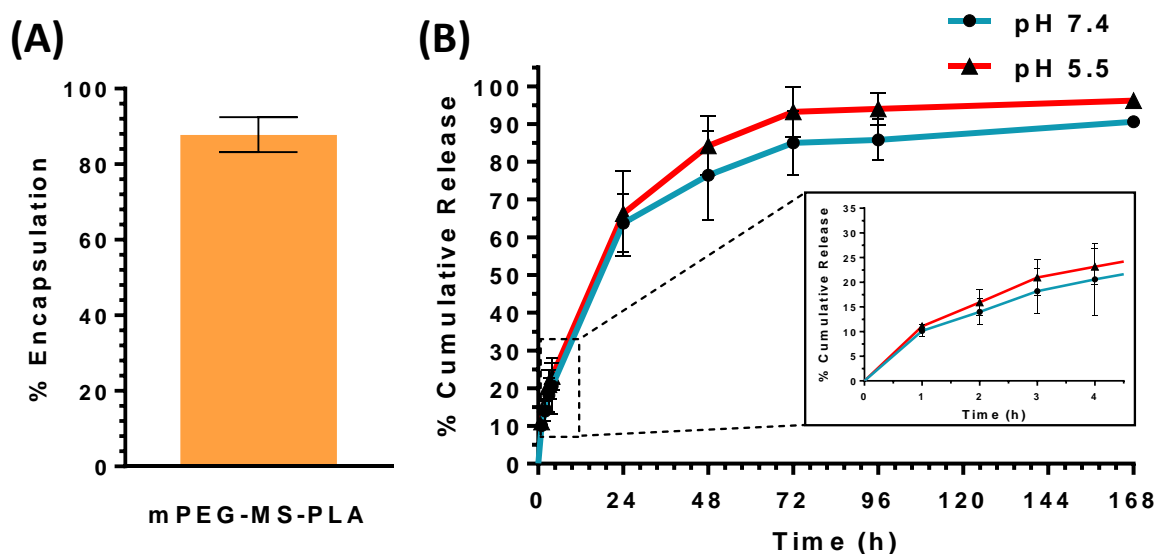 (A)
% Encapsulation
100
80
60
40
20
0
mPEG-MS-PLA
(B)
pH 7.4
pH 5.5
% Cumulative Release
100
90
80
70
60
50
40
30
20
10
0
0 24 48 72 96 120 144 168
Time (h)
% Cumulative Release
35
30
25
20
15
10
5
0
0 1 2 3 4
Time (h)